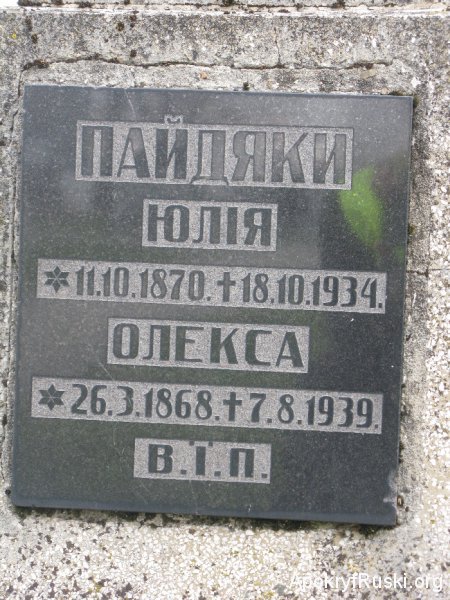 ПАЙДЯКИ
ЮЛІЯ
✶ 11.10.1870. † 18.10.1934.
ОЛЕКСА
✶ 26.3.1868. † 7.8.1939.
В.Ї.П.
ApokryfRuski.org